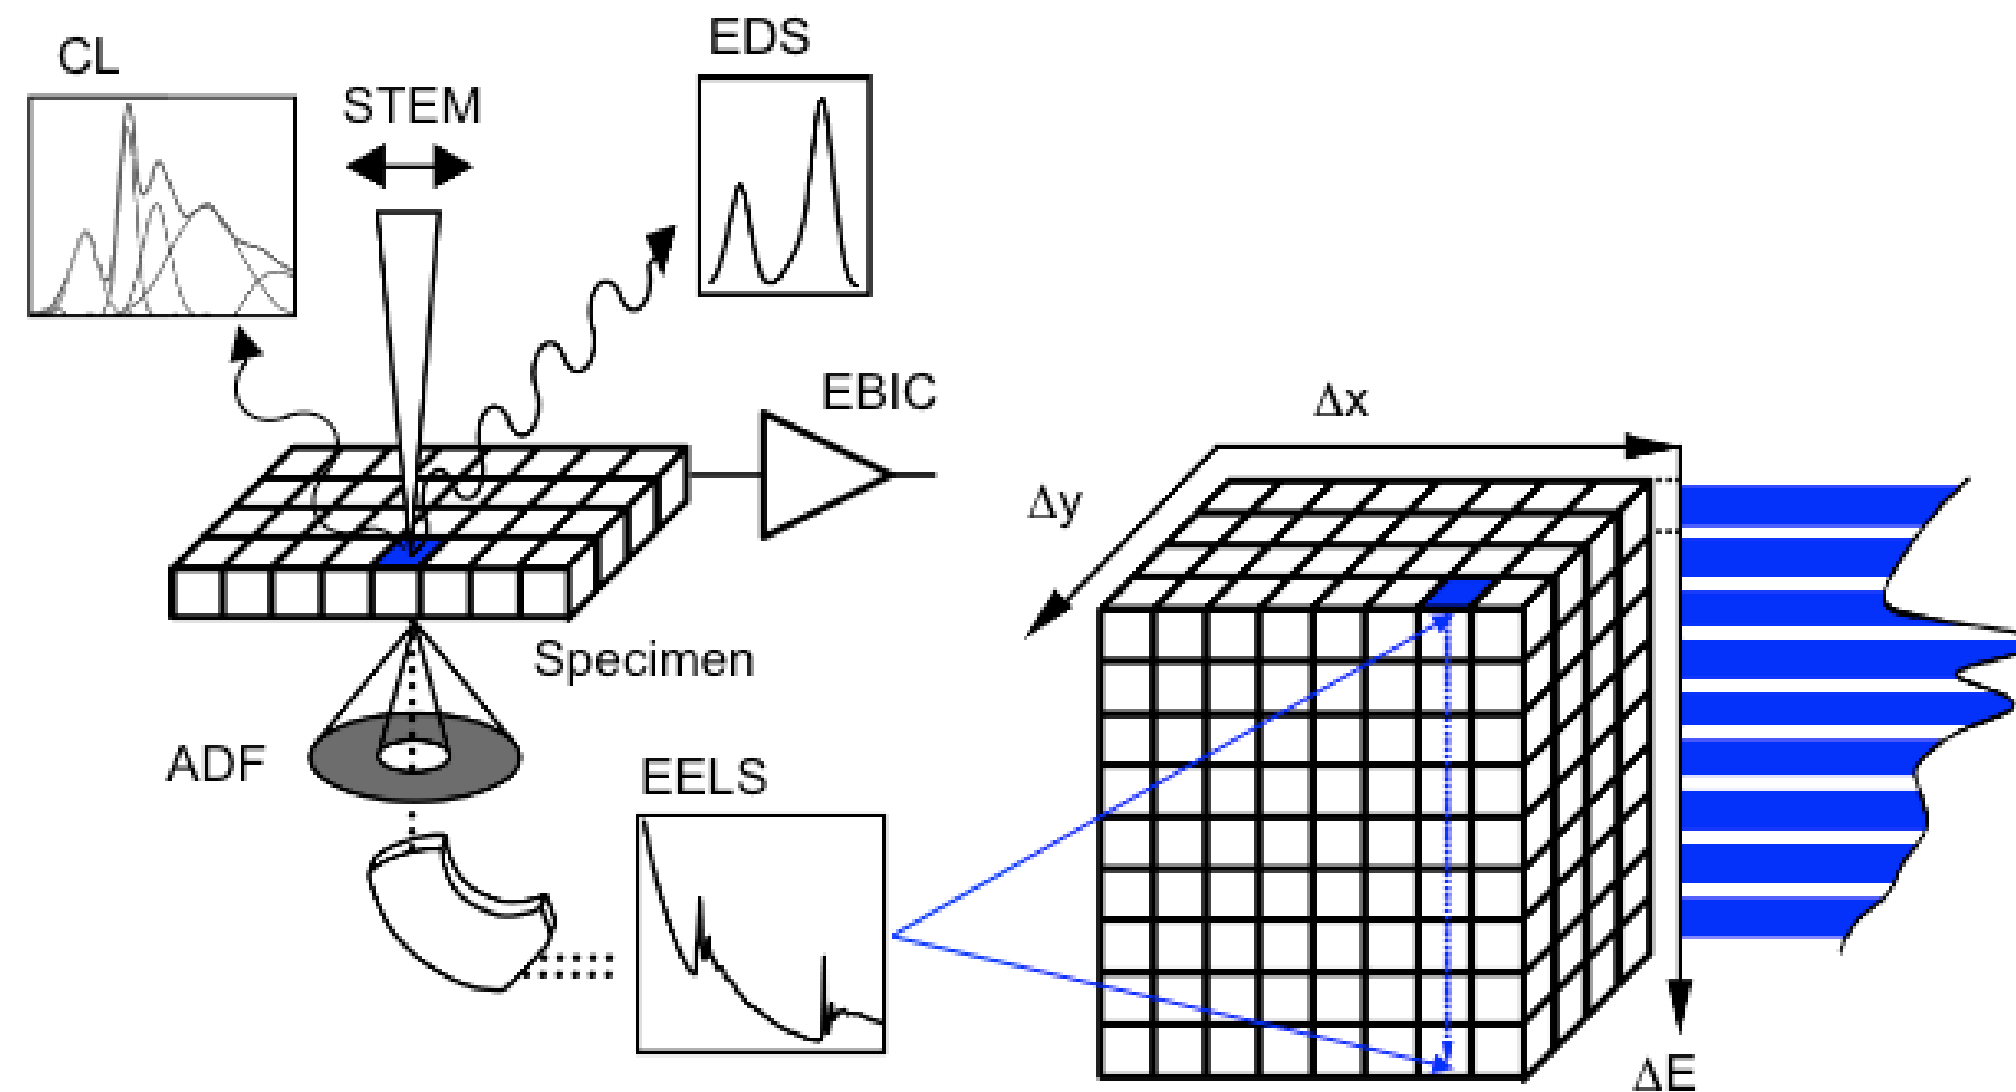 CL
STEM
EDS
EBIC
Specimen
ADF
EELS
Δx
Δy
ΔE